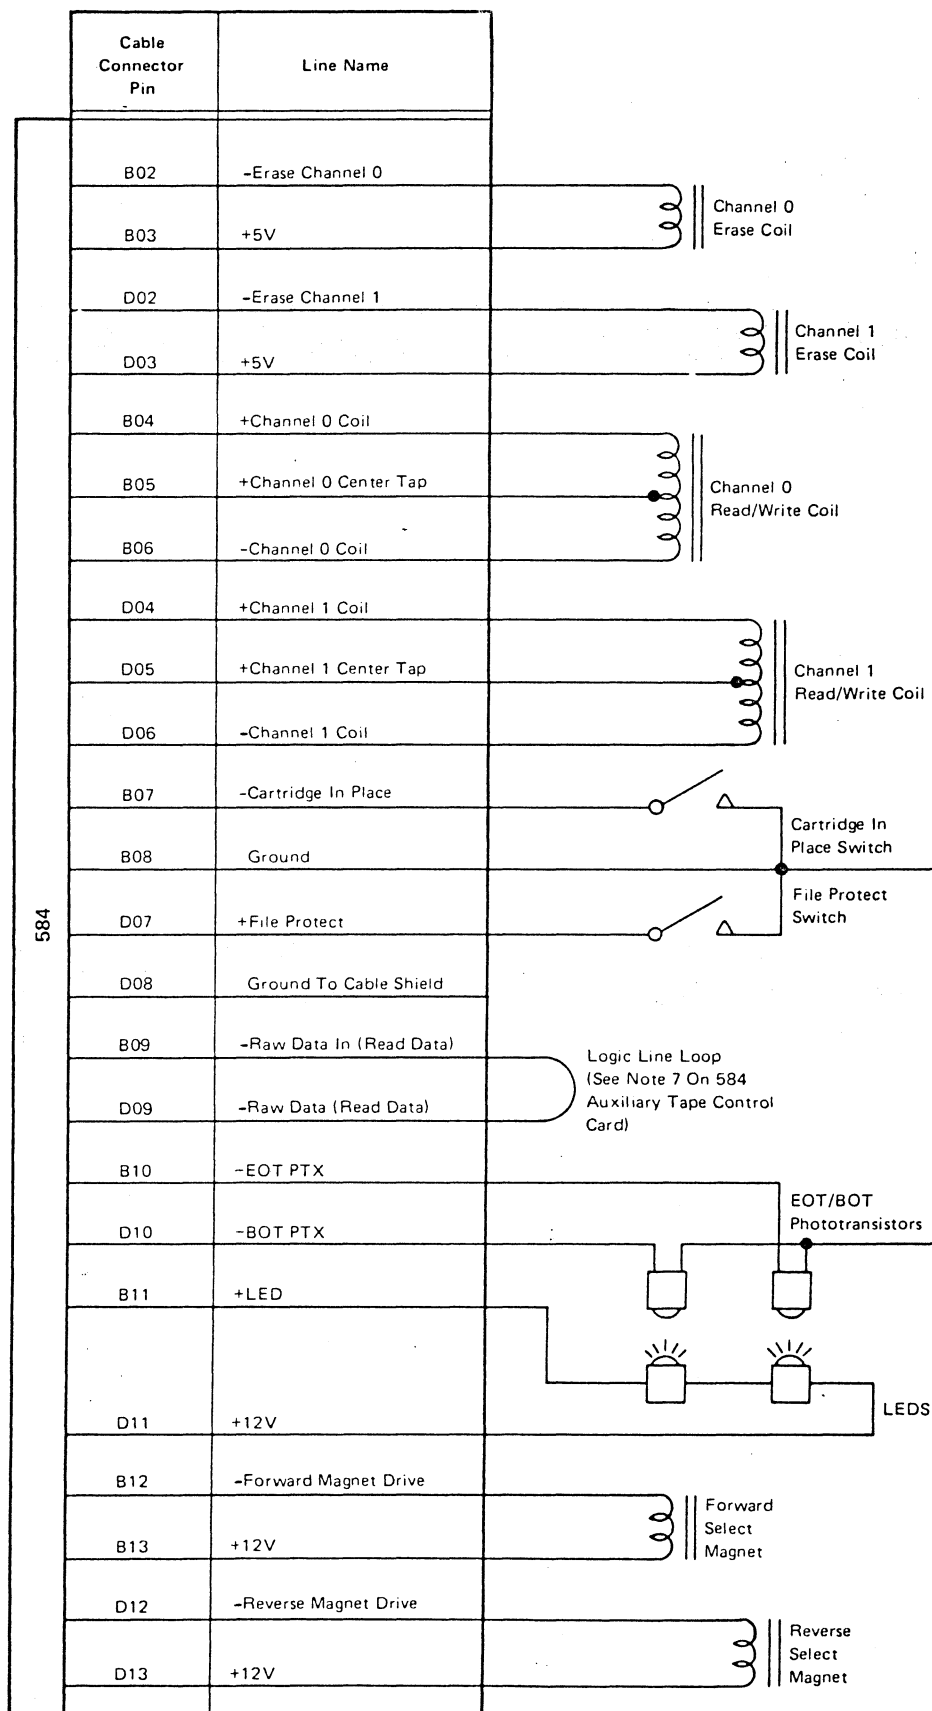 Cable
Connector
Pin
Line Name
584
B02 -Erase Channel 0
B03 +5V
Channel 0
Erase Coil
D02 -Erase Channel 1
D03 +5V
Channel 1
Erase Coil
B04 +Channel 0 Coil
B05 +Channel 0 Center Tap
B06 -Channel 0 Coil
Channel 0
Read/Write Coil
D04 +Channel 1 Coil
D05 +Channel 1 Center Tap
D06 -Channel 1 Coil
Channel 1
Read/Write Coil
B07 -Cartridge In Place
B08 Ground
D07 +File Protect
Cartridge In
Place Switch
File Protect
Switch
D08 Ground To Cable Shield
B09 -Raw Data In (Read Data)
D09 -Raw Data (Read Data)
Logic Line Loop
(See Note 7 On 584
Auxiliary Tape Control
Card)
B10 -EOT PTX
D10 -BOT PTX
EOT/BOT
Phototransistors
B11 +LED
D11 +12V
LEDS
B12 -Forward Magnet Drive
B13 +12V
Forward
Select
Magnet
D12 -Reverse Magnet Drive
D13 +12V
Reverse
Select
Magnet